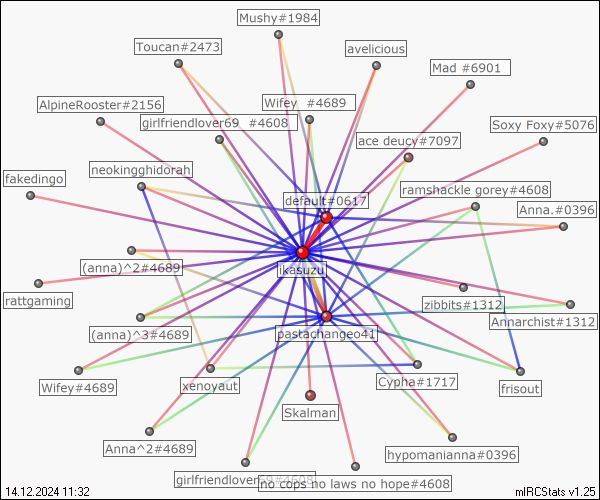 Mushy#1984
Toucan#2473
avelicious
Mad #6901
AlpineRooster#2156
Wifey #4689
girlfriendlover69 #4608
Soxy Foxy#5076
ace deucy#7097
neokingghidorah
fakedingo
ramshackle gorey#4608
default#0617
Anna.#0396
(anna)^2#4689
ikasuzu
rattgaming
zibbits#1312
Annarchist#1312
(anna)^3#4689
pastachangeo41
Wifey#4689
xenoyaut
Cypha#1717
frisout
Skalman
Anna^2#4689
hypomanianna#0396
girlfriendlover69#4608
no cops no laws no hope#4608
14.12.2024 11:32
mIRCStats v1.25